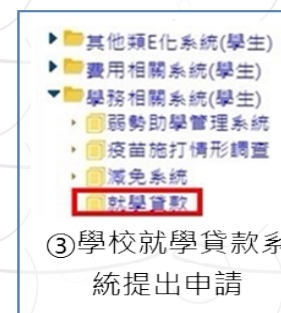 其他類E化系統(學生)
費用相關系統(學生)
學務相關系統(學生)
弱勢助學管理系統
疫苗施打情形調查
減免系統
就學貸款
③學校就學貸款系
統提出申請